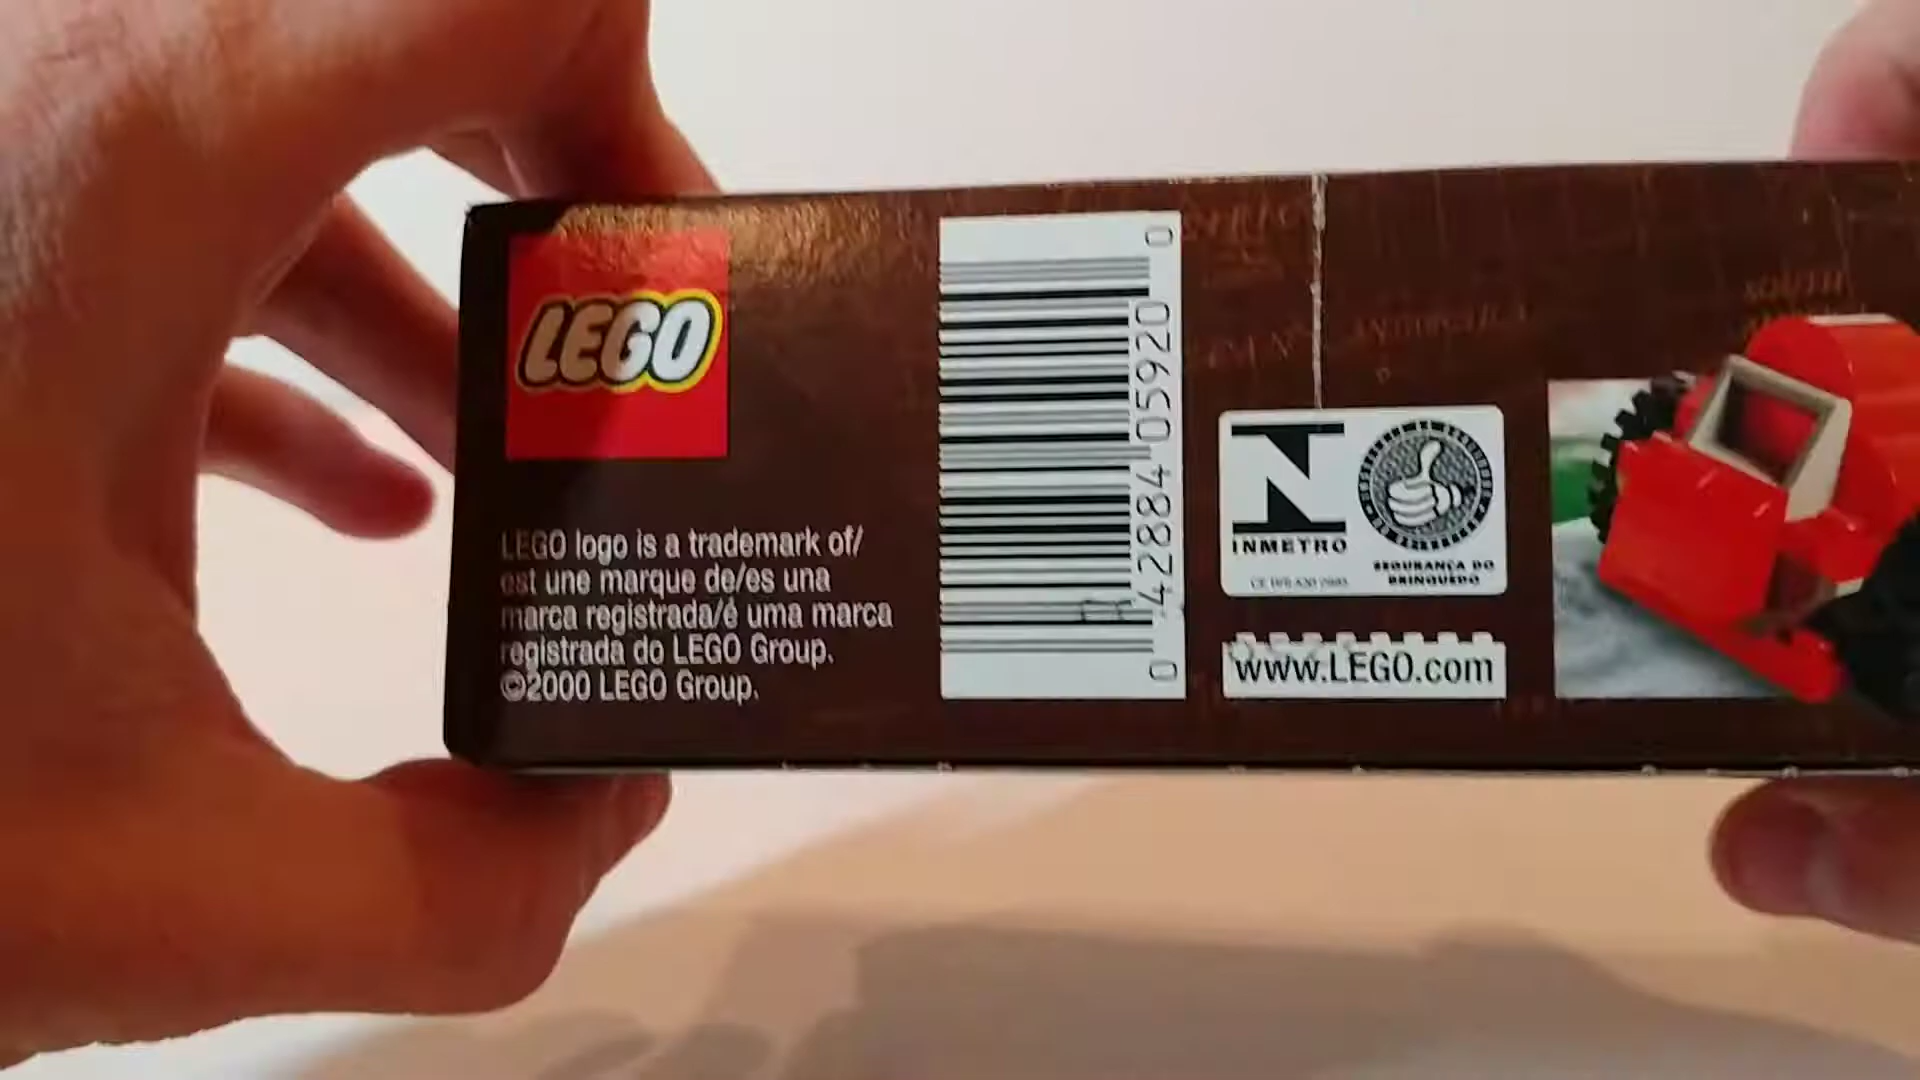 LEGO
LEGO logo is a trademark of/
est une marque de/es una
marca registrada/é uma marca
registrada do LEGO Group.
©2000 LEGO Group.
0 42884 05920 0
INMETRO
SEGURANÇA DO
BRINQUEDO
www.LEGO.com
SOUTH